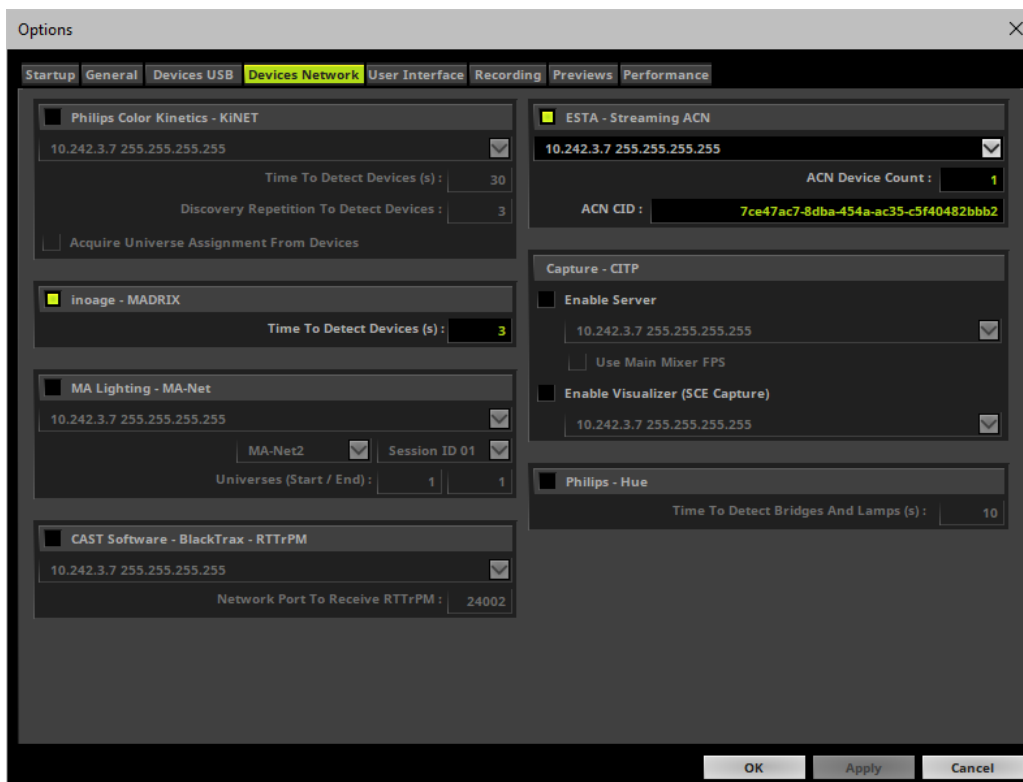 Options
Startup General Devices USB Devices Network User Interface Recording Previews Performance
Philips Color Kinetics - KiNET
10.242.3.7 255.255.255.255
Time To Detect Devices (s) : 30
Discovery Repetition To Detect Devices : 3
Acquire Universe Assignment From Devices
inoage - MADRIX
Time To Detect Devices (s) : 3
MA Lighting - MA-Net
10.242.3.7 255.255.255.255
MA-Net2 Session ID 01
Universes (Start / End) : 1 1
CAST Software - BlackTrax - RTTrPM
10.242.3.7 255.255.255.255
Network Port To Receive RTTrPM : 24002
ESTA - Streaming ACN
10.242.3.7 255.255.255.255
ACN Device Count : 1
ACN CID : 7ce47ac7-8dba-454a-ac35-c5f40482bbb2
Capture - CITP
Enable Server
10.242.3.7 255.255.255.255
Use Main Mixer FPS
Enable Visualizer (SCE Capture)
10.242.3.7 255.255.255.255
Philips - Hue
Time To Detect Bridges And Lamps (s) : 10
OK Apply Cancel